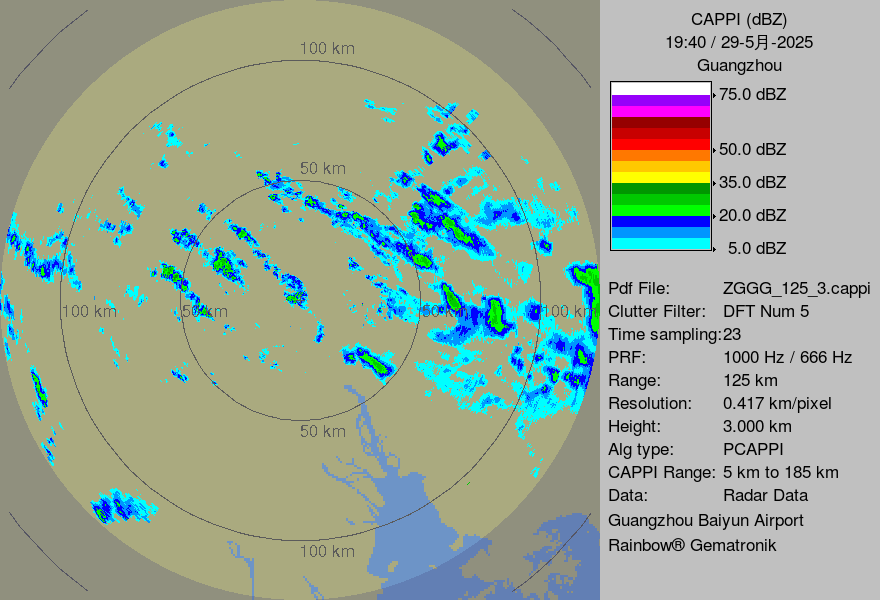 CAPPI (dBZ)
19:40 / 29-5月-2025
Guangzhou
75.0 dBZ
50.0 dBZ
35.0 dBZ
20.0 dBZ
5.0 dBZ
Pdf File: ZGGG_125_3.cappi
Clutter Filter: DFT Num 5
Time sampling:23
PRF: 1000 Hz / 666 Hz
Range: 125 km
Resolution: 0.417 km/pixel
Height: 3.000 km
Alg type: PCAPPI
CAPPI Range: 5 km to 185 km
Data: Radar Data
Guangzhou Baiyun Airport
Rainbow® Gematronik
100 km
50 km
100 km
50 km
50 km
100 km
50 km
100 km